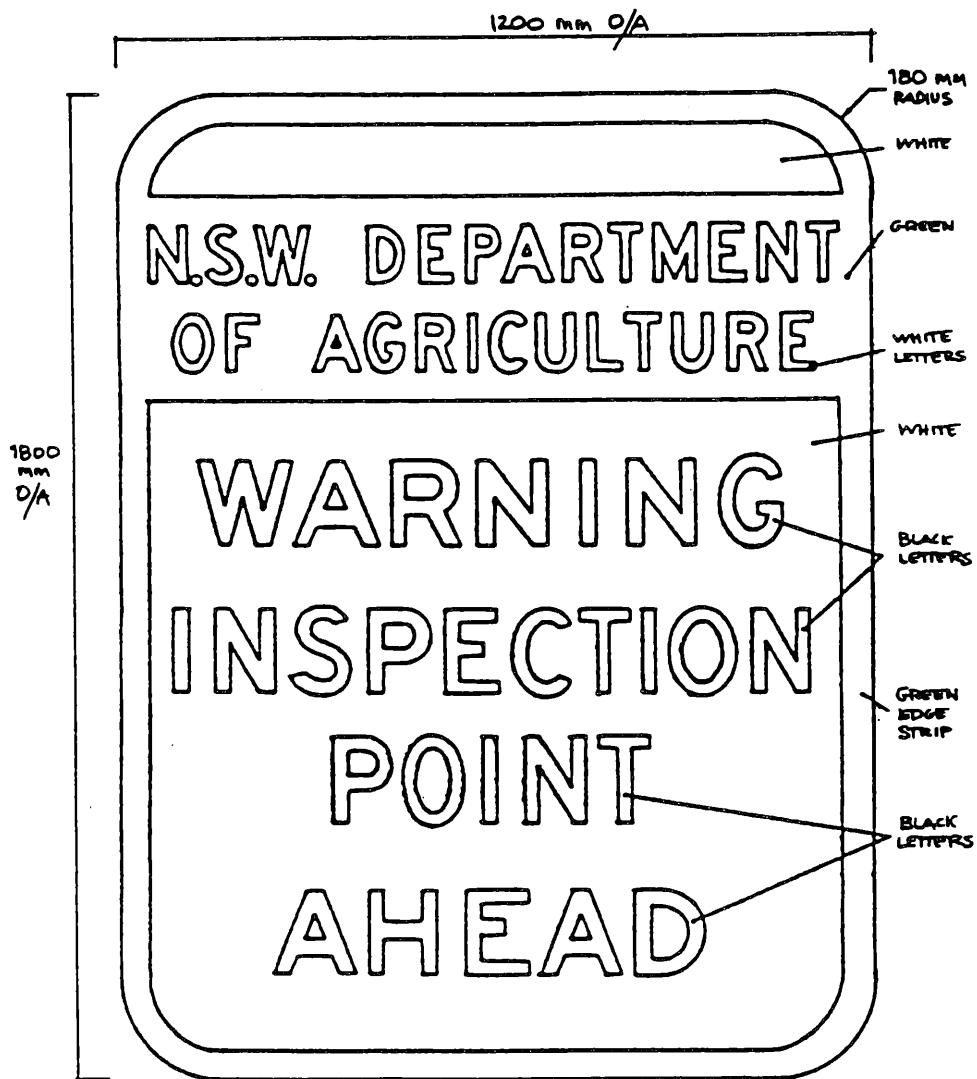 1200 mm O/A
180 mm
RADIUS
WHITE
N.S.W. DEPARTMENT
GREEN
OF AGRICULTURE
WHITE
LETTERS
WHITE
1800
mm
O/A
WARNING
BLACK
LETTERS
INSPECTION
GREEN
EDGE
STRIP
POINT
BLACK
LETTERS
AHEAD